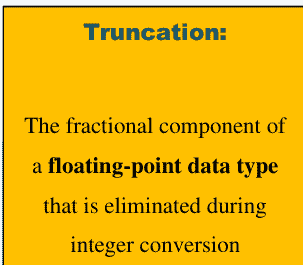 Truncation:
The fractional component of
a floating-point data type
that is eliminated during
integer conversion